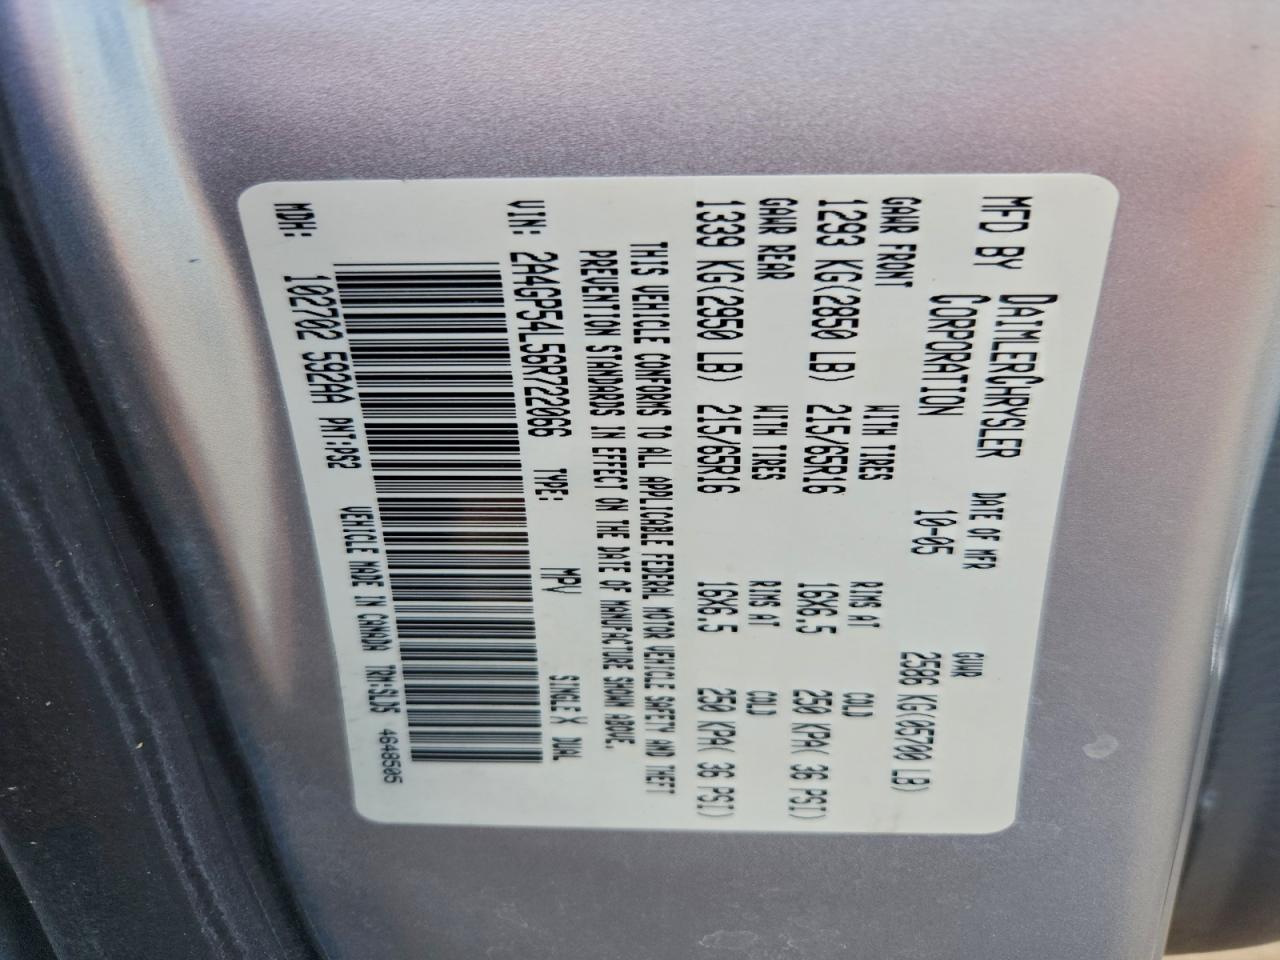 MFD BY DAIMLERCHRYSLER DATE OF MFR GVWR
CORPORATION 10-05 2586 KG(05700 LB)
GAWR FRONT WITH TIRES RIMS AT COLD
1293 KG(2850 LB) 215/65R16 16X6.5 250 KPA( 36 PSI)
GAWR REAR WITH TIRES RIMS AT COLD
1339 KG(2950 LB) 215/65R16 16X6.5 250 KPA( 36 PSI)
THIS VEHICLE CONFORMS TO ALL APPLICABLE FEDERAL MOTOR VEHICLE SAFETY AND THEFT
PREVENTION STANDARDS IN EFFECT ON THE DATE OF MANUFACTURE SHOWN ABOVE.
VIN: 2A4GP54L56R722066 TYPE: MPV SINGLE X DUAL
MDH: 102702 592AA PNT:PS2 VEHICLE MADE IN CANADA TRM:SLJS 4648505